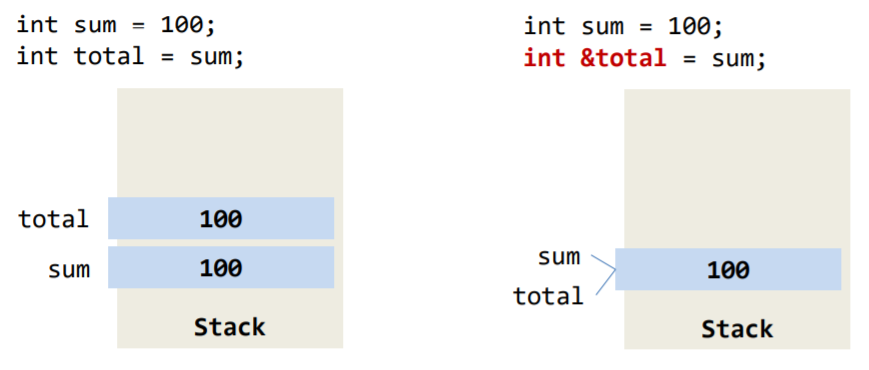 int sum = 100;
int total = sum;
total 100
sum 100
Stack
int sum = 100;
int &total = sum;
sum
100
total
Stack